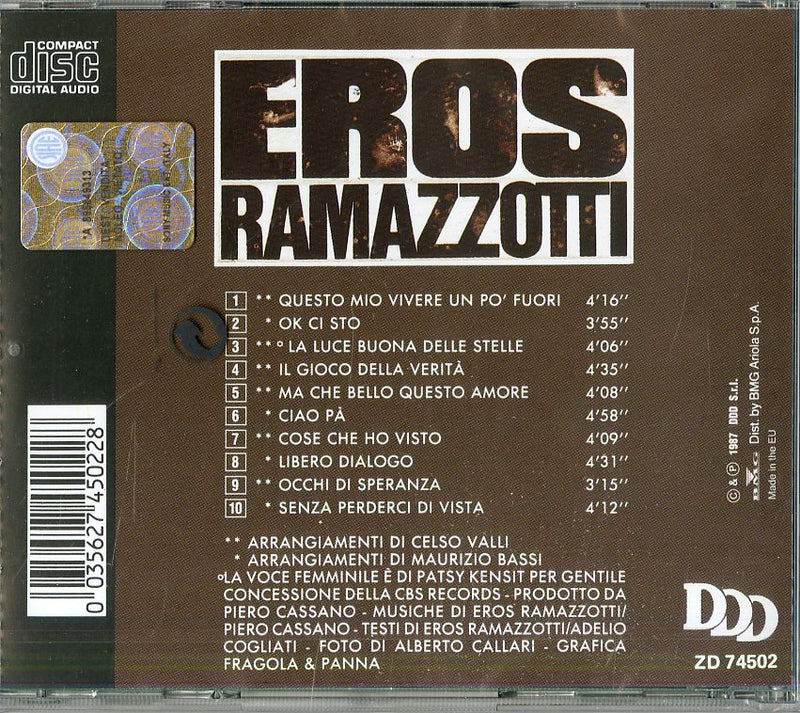 COMPACT
disc
DIGITAL AUDIO
EROS
RAMAZZOTTI
1 ** QUESTO MIO VIVERE UN PO' FUORI 4'16''
2 * OK CI STO 3'55''
3 **° LA LUCE BUONA DELLE STELLE 4'06''
4 ** IL GIOCO DELLA VERITÀ 4'35''
5 ** MA CHE BELLO QUESTO AMORE 4'08''
6 * CIAO PÀ 4'58''
7 ** COSE CHE HO VISTO 4'09''
8 * LIBERO DIALOGO 4'31''
9 ** OCCHI DI SPERANZA 3'15''
10 * SENZA PERDERCI DI VISTA 4'12''
** ARRANGIAMENTI DI CELSO VALLI
* ARRANGIAMENTI DI MAURIZIO BASSI
°LA VOCE FEMMINILE È DI PATSY KENSIT PER GENTILE
CONCESSIONE DELLA CBS RECORDS - PRODOTTO DA
PIERO CASSANO - MUSICHE DI EROS RAMAZZOTTI/
PIERO CASSANO - TESTI DI EROS RAMAZZOTTI/ADELIO
COGLIATI - FOTO DI ALBERTO CALLARI - GRAFICA
FRAGOLA & PANNA
0 035627 450228
© & ℗ 1987 DDD S.r.l.
BMG Dist. by BMG Ariola S.p.A.
Made in the EU
DDD
ZD 74502